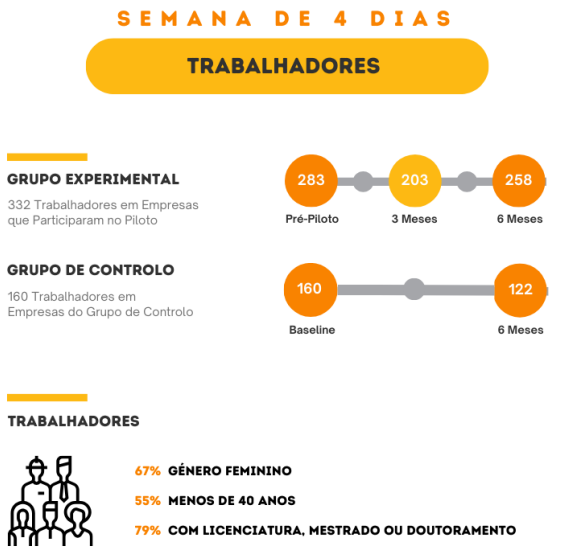 SEMANA DE 4 DIAS
TRABALHADORES
GRUPO EXPERIMENTAL
332 Trabalhadores em Empresas
que Participaram no Piloto
283
203
258
Pré-Piloto
3 Meses
6 Meses
GRUPO DE CONTROLO
160 Trabalhadores em
Empresas do Grupo de Controlo
160
122
Baseline
6 Meses
TRABALHADORES
67% GÉNERO FEMININO
55% MENOS DE 40 ANOS
79% COM LICENCIATURA, MESTRADO OU DOUTORAMENTO